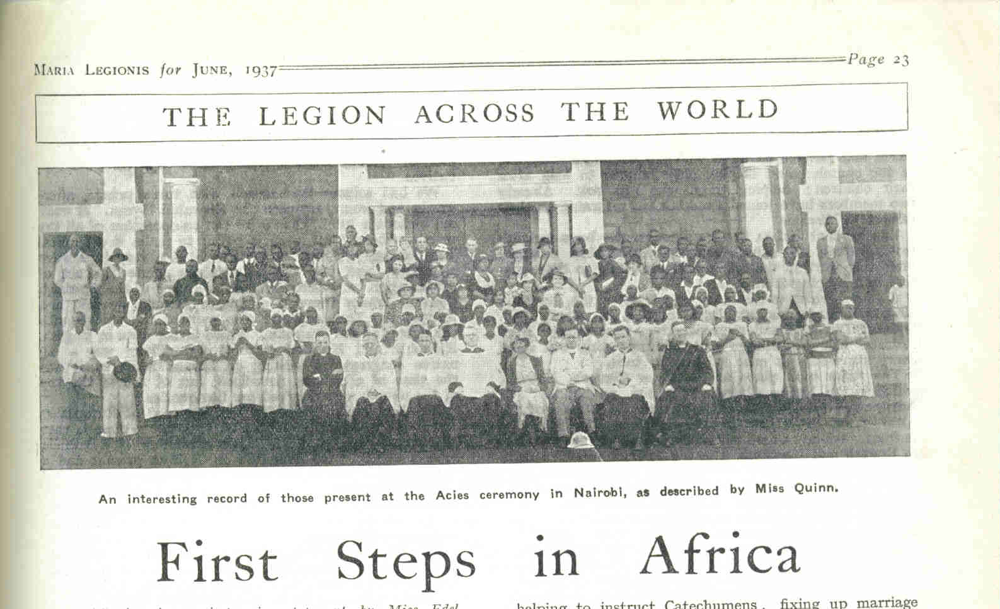 MARIA LEGIONIS for JUNE, 1937 Page 23
THE LEGION ACROSS THE WORLD
An interesting record of those present at the Acies ceremony in Nairobi, as described by Miss Quinn.
First Steps in Africa
by Miss Edel
helping to instruct Catechumens, fixing up marriage